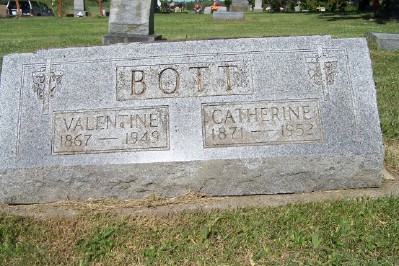 BOTT
VALENTINE
1867 — 1949
CATHERINE
1871 — 1952